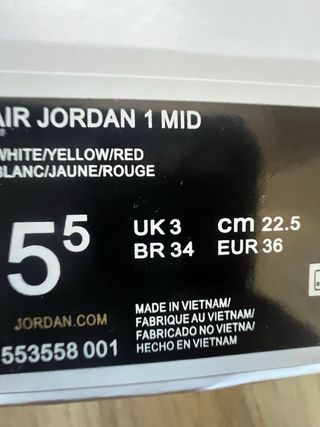 AIR JORDAN 1 MID
WHITE/YELLOW/RED
BLANC/JAUNE/ROUGE
5⁵
UK 3 cm 22.5
BR 34 EUR 36
MADE IN VIETNAM/
FABRIQUE AU VIETNAM/
FABRICADO NO VIETNA/
HECHO EN VIETNAM
JORDAN.COM
553558 001